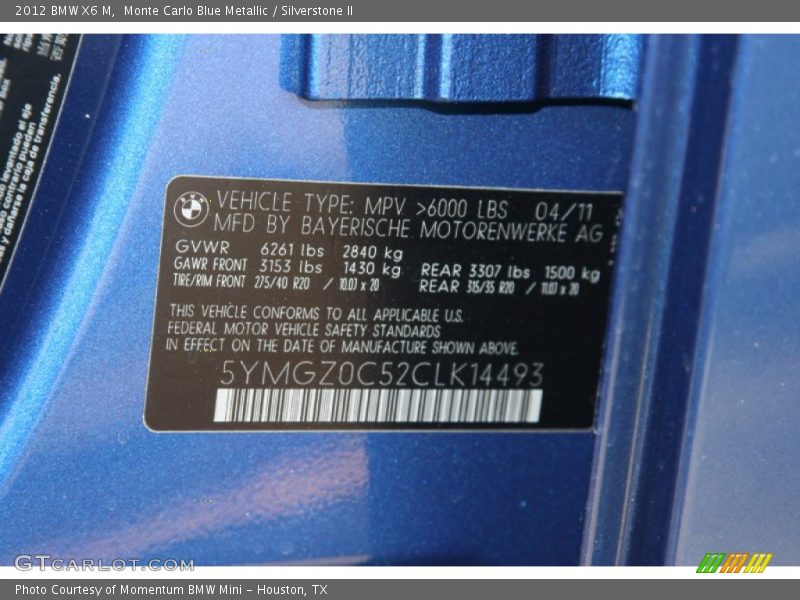 2012 BMW X6 M, Monte Carlo Blue Metallic / Silverstone II
VEHICLE TYPE: MPV >6000 LBS 04/11
MFD BY BAYERISCHE MOTORENWERKE AG
GVWR 6261 lbs 2840 kg
GAWR FRONT 3153 lbs 1430 kg REAR 3307 lbs 1500 kg
TIRE/RIM FRONT 275/40 R20 / 10.00 x 20 REAR 315/35 R20 / 11.00 x 20
THIS VEHICLE CONFORMS TO ALL APPLICABLE U.S.
FEDERAL MOTOR VEHICLE SAFETY STANDARDS
IN EFFECT ON THE DATE OF MANUFACTURE SHOWN ABOVE.
5YMGZ0C52CLK14493
GTCARLOT.COM
Photo Courtesy of Momentum BMW Mini - Houston, TX